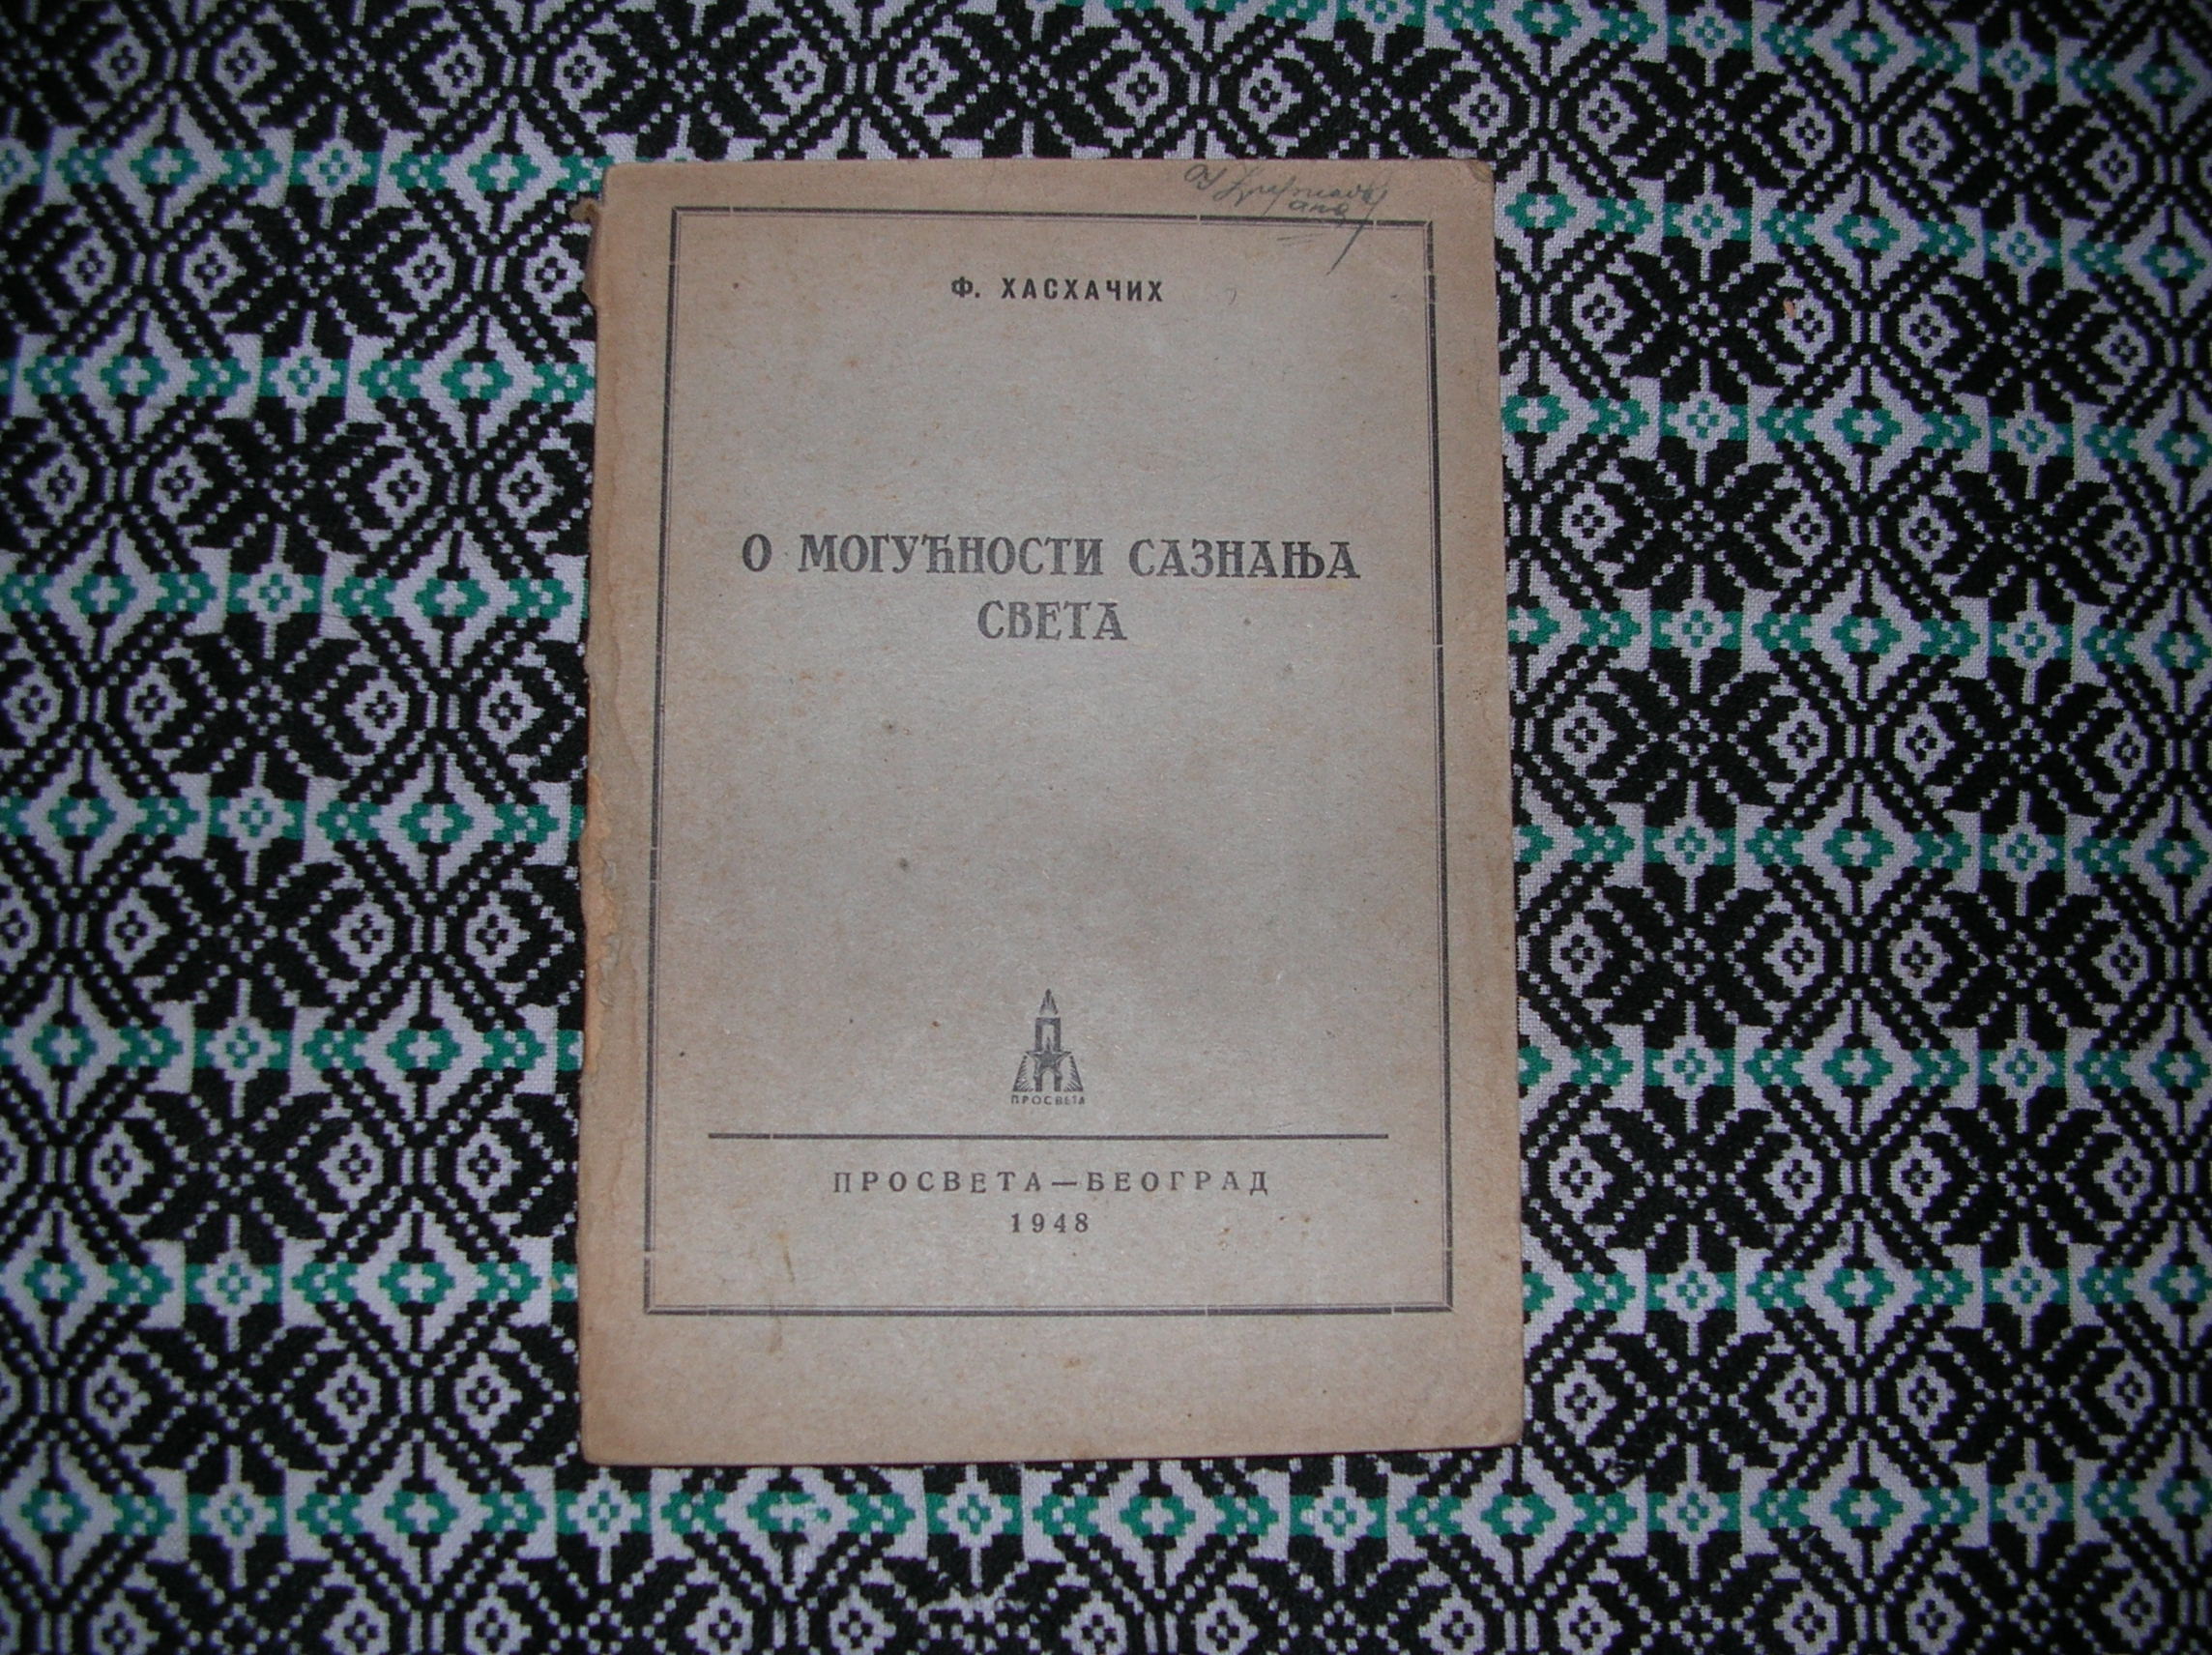 Ф. ХАСХАЧИХ
О МОГУЋНОСТИ САЗНАЊА
СВЕТА
ПРОСВЕТА
ПРОСВЕТА—БЕОГРАД
1948